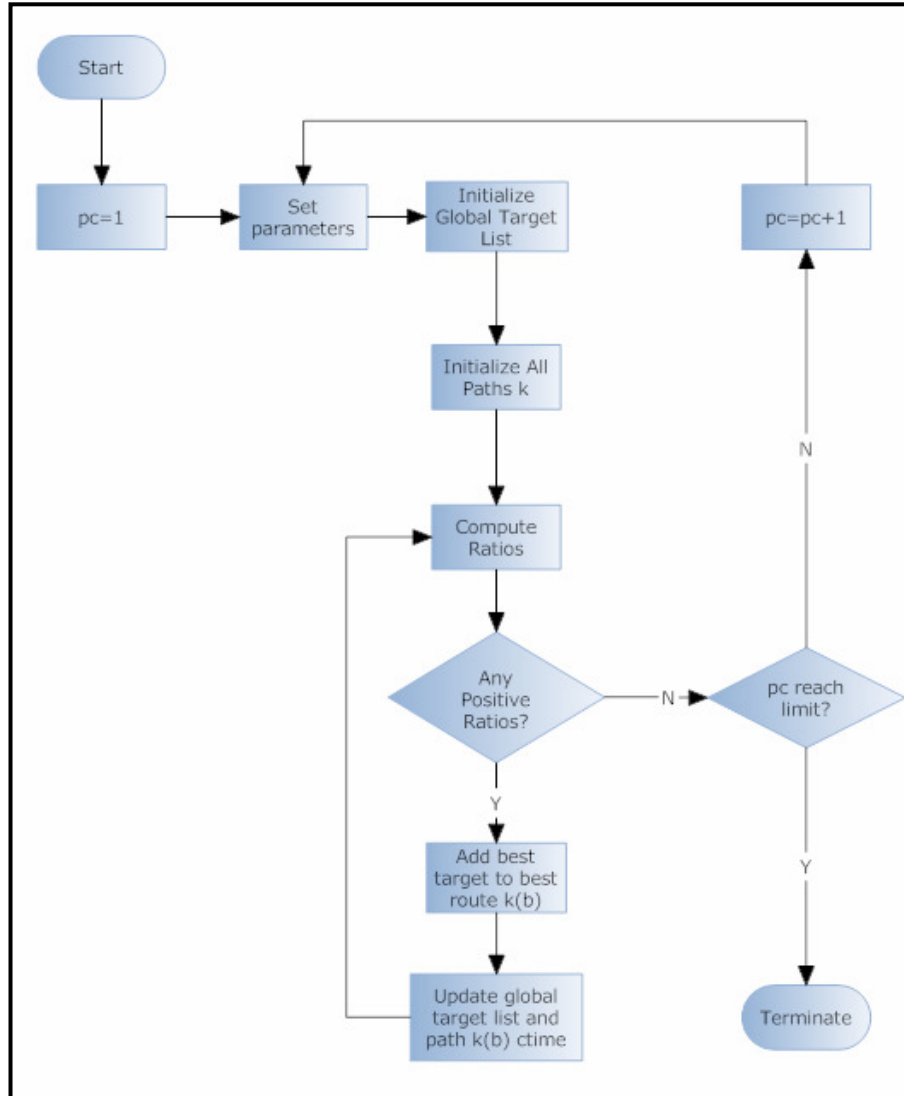 Start
pc=1
Set
parameters
Initialize
Global Target
List
pc=pc+1
Initialize All
Paths k
N
Compute
Ratios
Any
Positive
Ratios?
N
pc reach
limit?
Y
Add best
target to best
route k(b)
Y
Update global
target list and
path k(b) ctime
Terminate